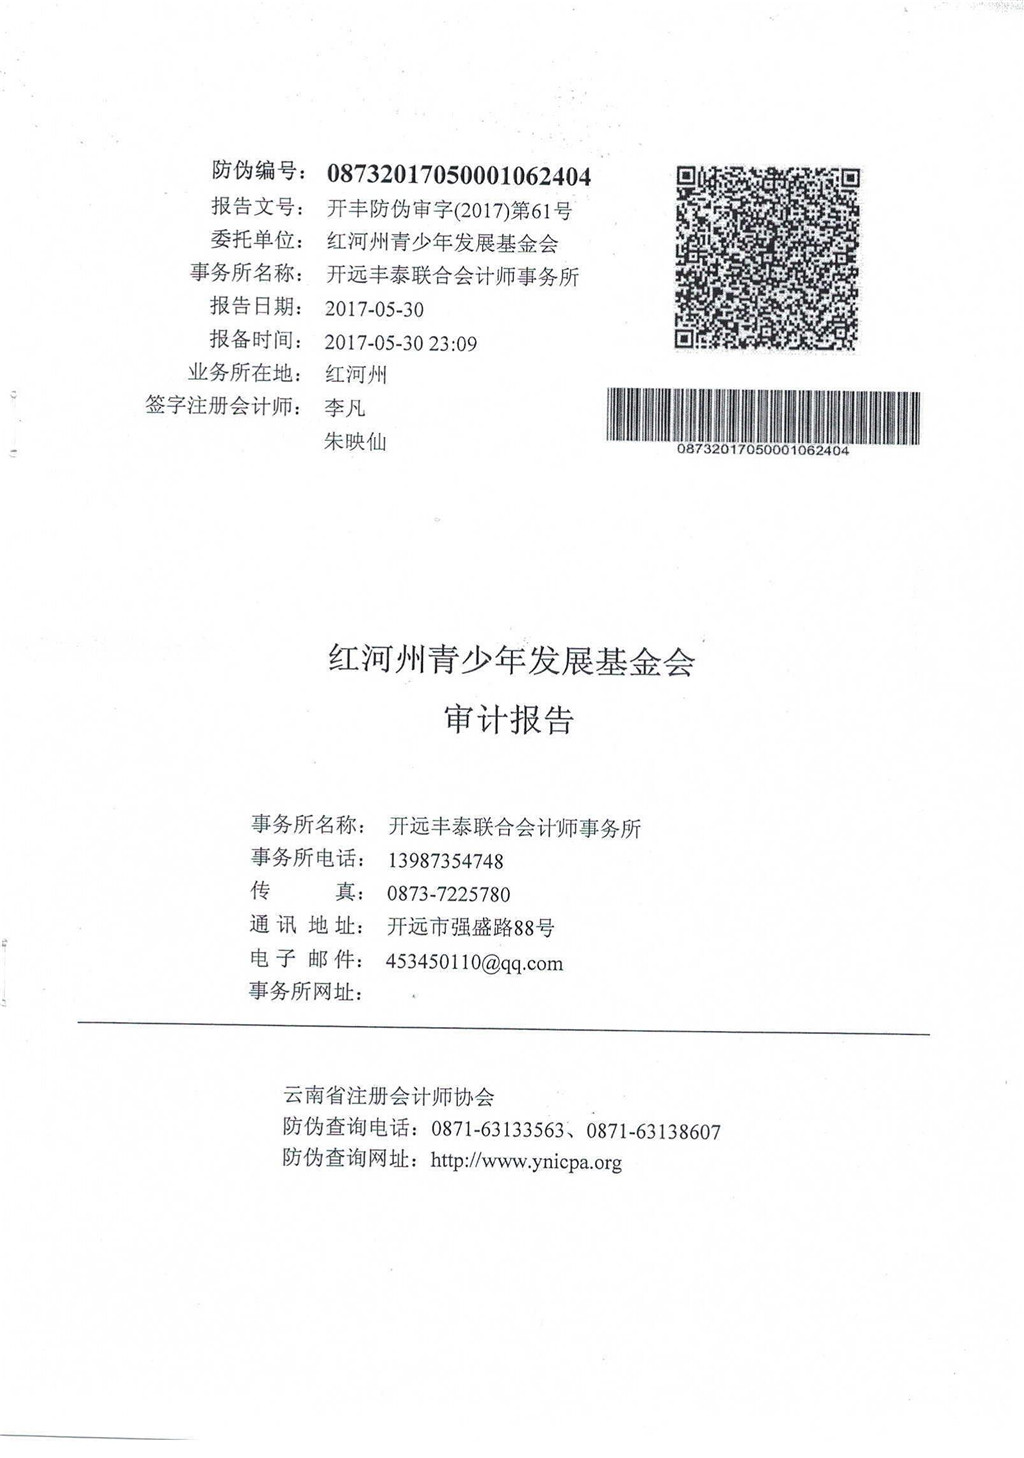 防伪编号： 08732017050001062404
报告文号： 开丰防伪审字(2017)第61号
委托单位： 红河州青少年发展基金会
事务所名称： 开远丰泰联合会计师事务所
报告日期： 2017-05-30
报备时间： 2017-05-30 23:09
业务所在地： 红河州
签字注册会计师： 李凡
朱映仙
08732017050001062404
红河州青少年发展基金会
审计报告
事务所名称： 开远丰泰联合会计师事务所
事务所电话： 13987354748
传 真： 0873-7225780
通 讯 地 址： 开远市强盛路88号
电 子 邮 件： 453450110@qq.com
事务所网址：
云南省注册会计师协会
防伪查询电话：0871-63133563、0871-63138607
防伪查询网址：http://www.ynicpa.org